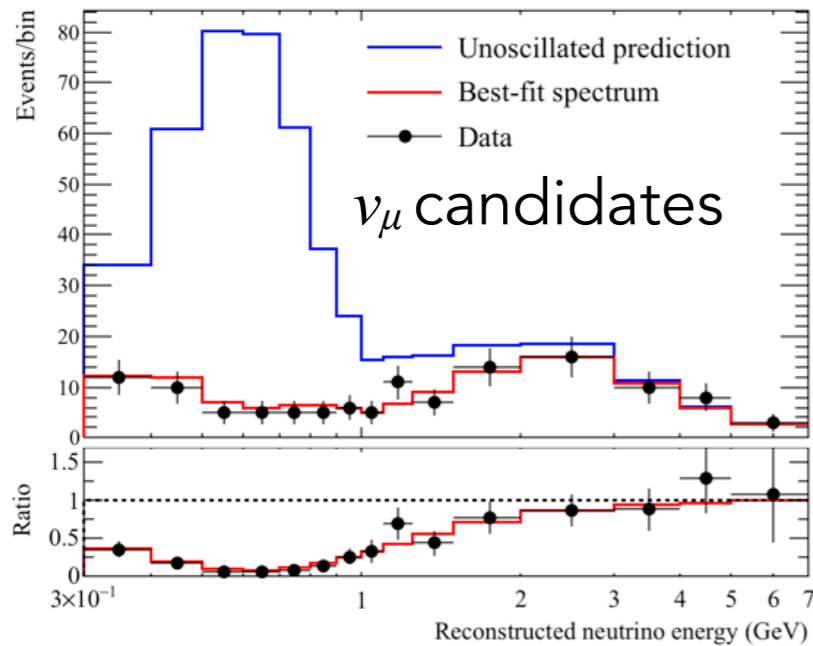 Events/bin
80
70
60
50
40
30
20
10
0
Unoscillated prediction
Best-fit spectrum
Data
νμ candidates
Ratio
1.5
1
0.5
0
3×10⁻¹ 1 2 3 4 5 6 7
Reconstructed neutrino energy (GeV)